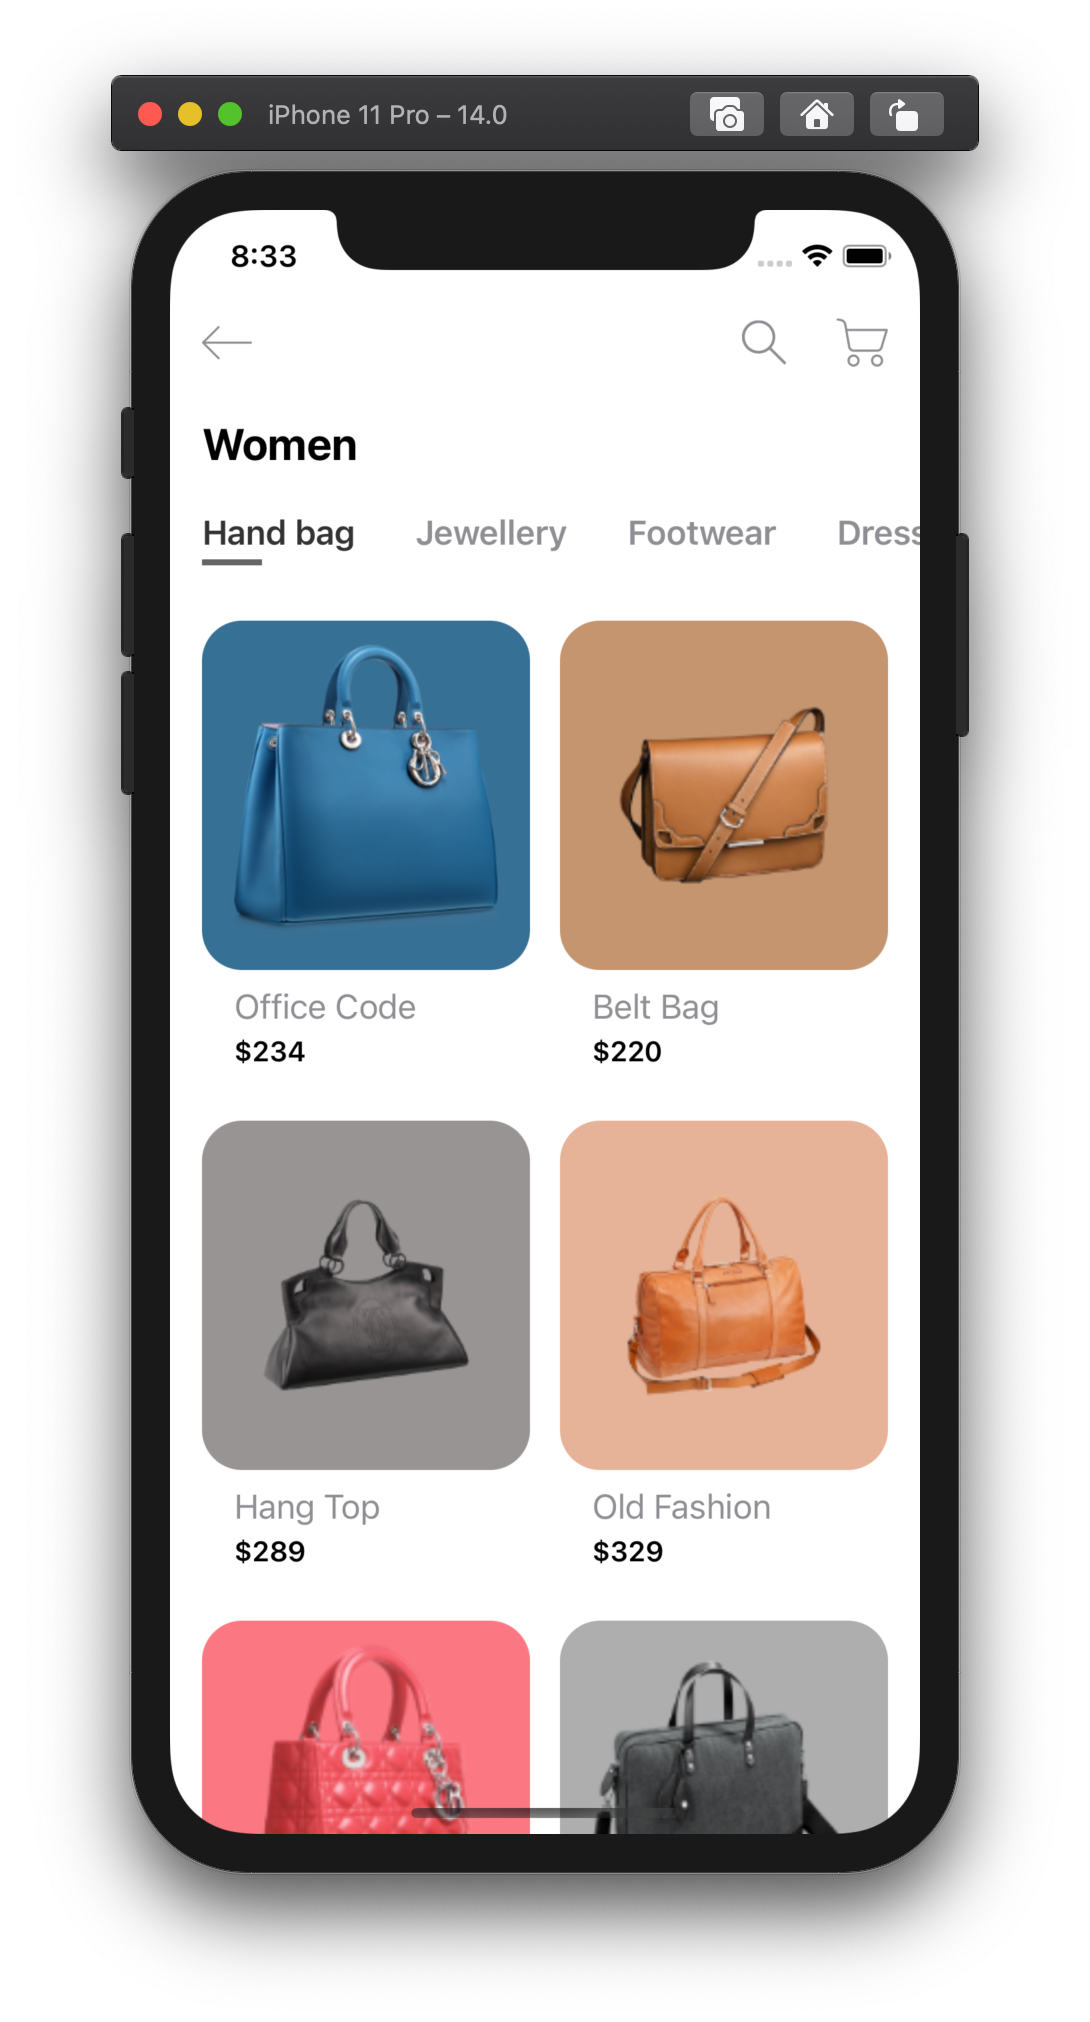 iPhone 11 Pro – 14.0
8:33
Women
Hand bag Jewellery Footwear Dress
Office Code Belt Bag
$234 $220
Hang Top Old Fashion
$289 $329